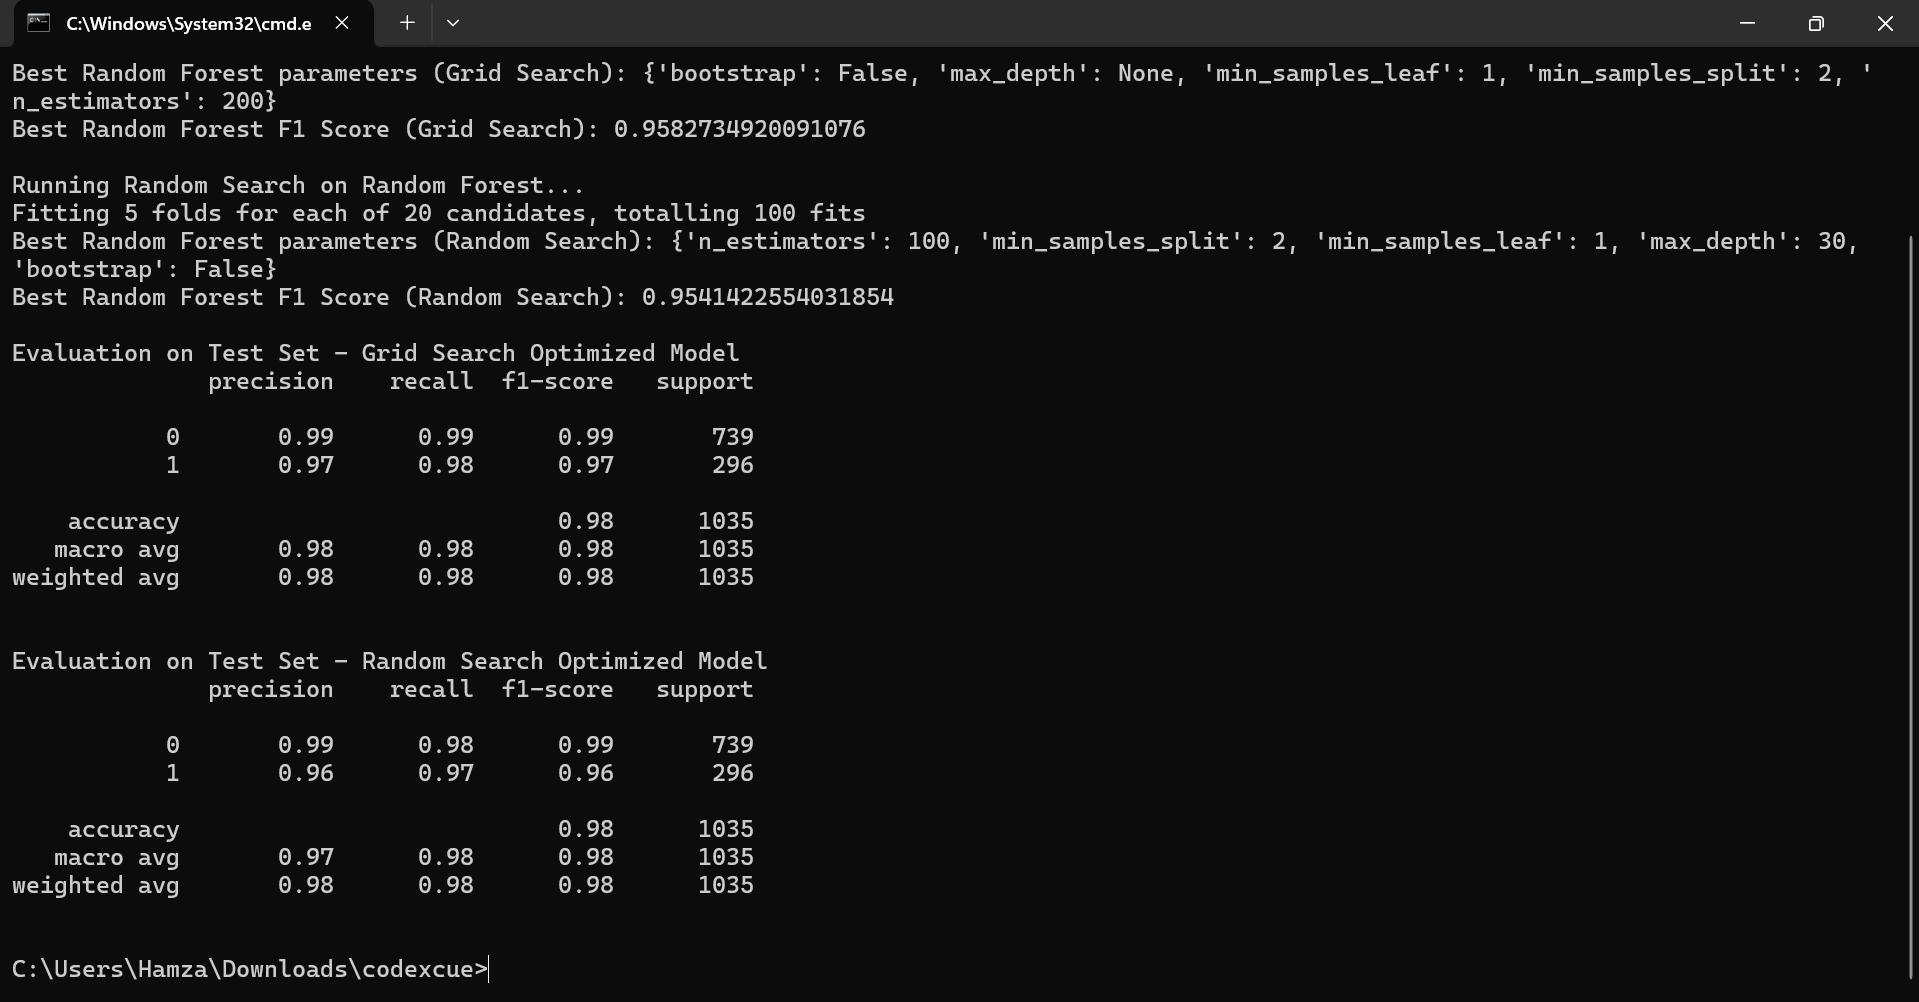 C:\Windows\System32\cmd.e
Best Random Forest parameters (Grid Search): {'bootstrap': False, 'max_depth': None, 'min_samples_leaf': 1, 'min_samples_split': 2, '
n_estimators': 200}
Best Random Forest F1 Score (Grid Search): 0.9582734920091076
Running Random Search on Random Forest...
Fitting 5 folds for each of 20 candidates, totalling 100 fits
Best Random Forest parameters (Random Search): {'n_estimators': 100, 'min_samples_split': 2, 'min_samples_leaf': 1, 'max_depth': 30,
'bootstrap': False}
Best Random Forest F1 Score (Random Search): 0.9541422554031854
Evaluation on Test Set - Grid Search Optimized Model
precision recall f1-score support
0 0.99 0.99 0.99 739
1 0.97 0.98 0.97 296
accuracy 0.98 1035
macro avg 0.98 0.98 0.98 1035
weighted avg 0.98 0.98 0.98 1035
Evaluation on Test Set - Random Search Optimized Model
precision recall f1-score support
0 0.99 0.98 0.99 739
1 0.96 0.97 0.96 296
accuracy 0.98 1035
macro avg 0.97 0.98 0.98 1035
weighted avg 0.98 0.98 0.98 1035
C:\Users\Hamza\Downloads\codexcue>